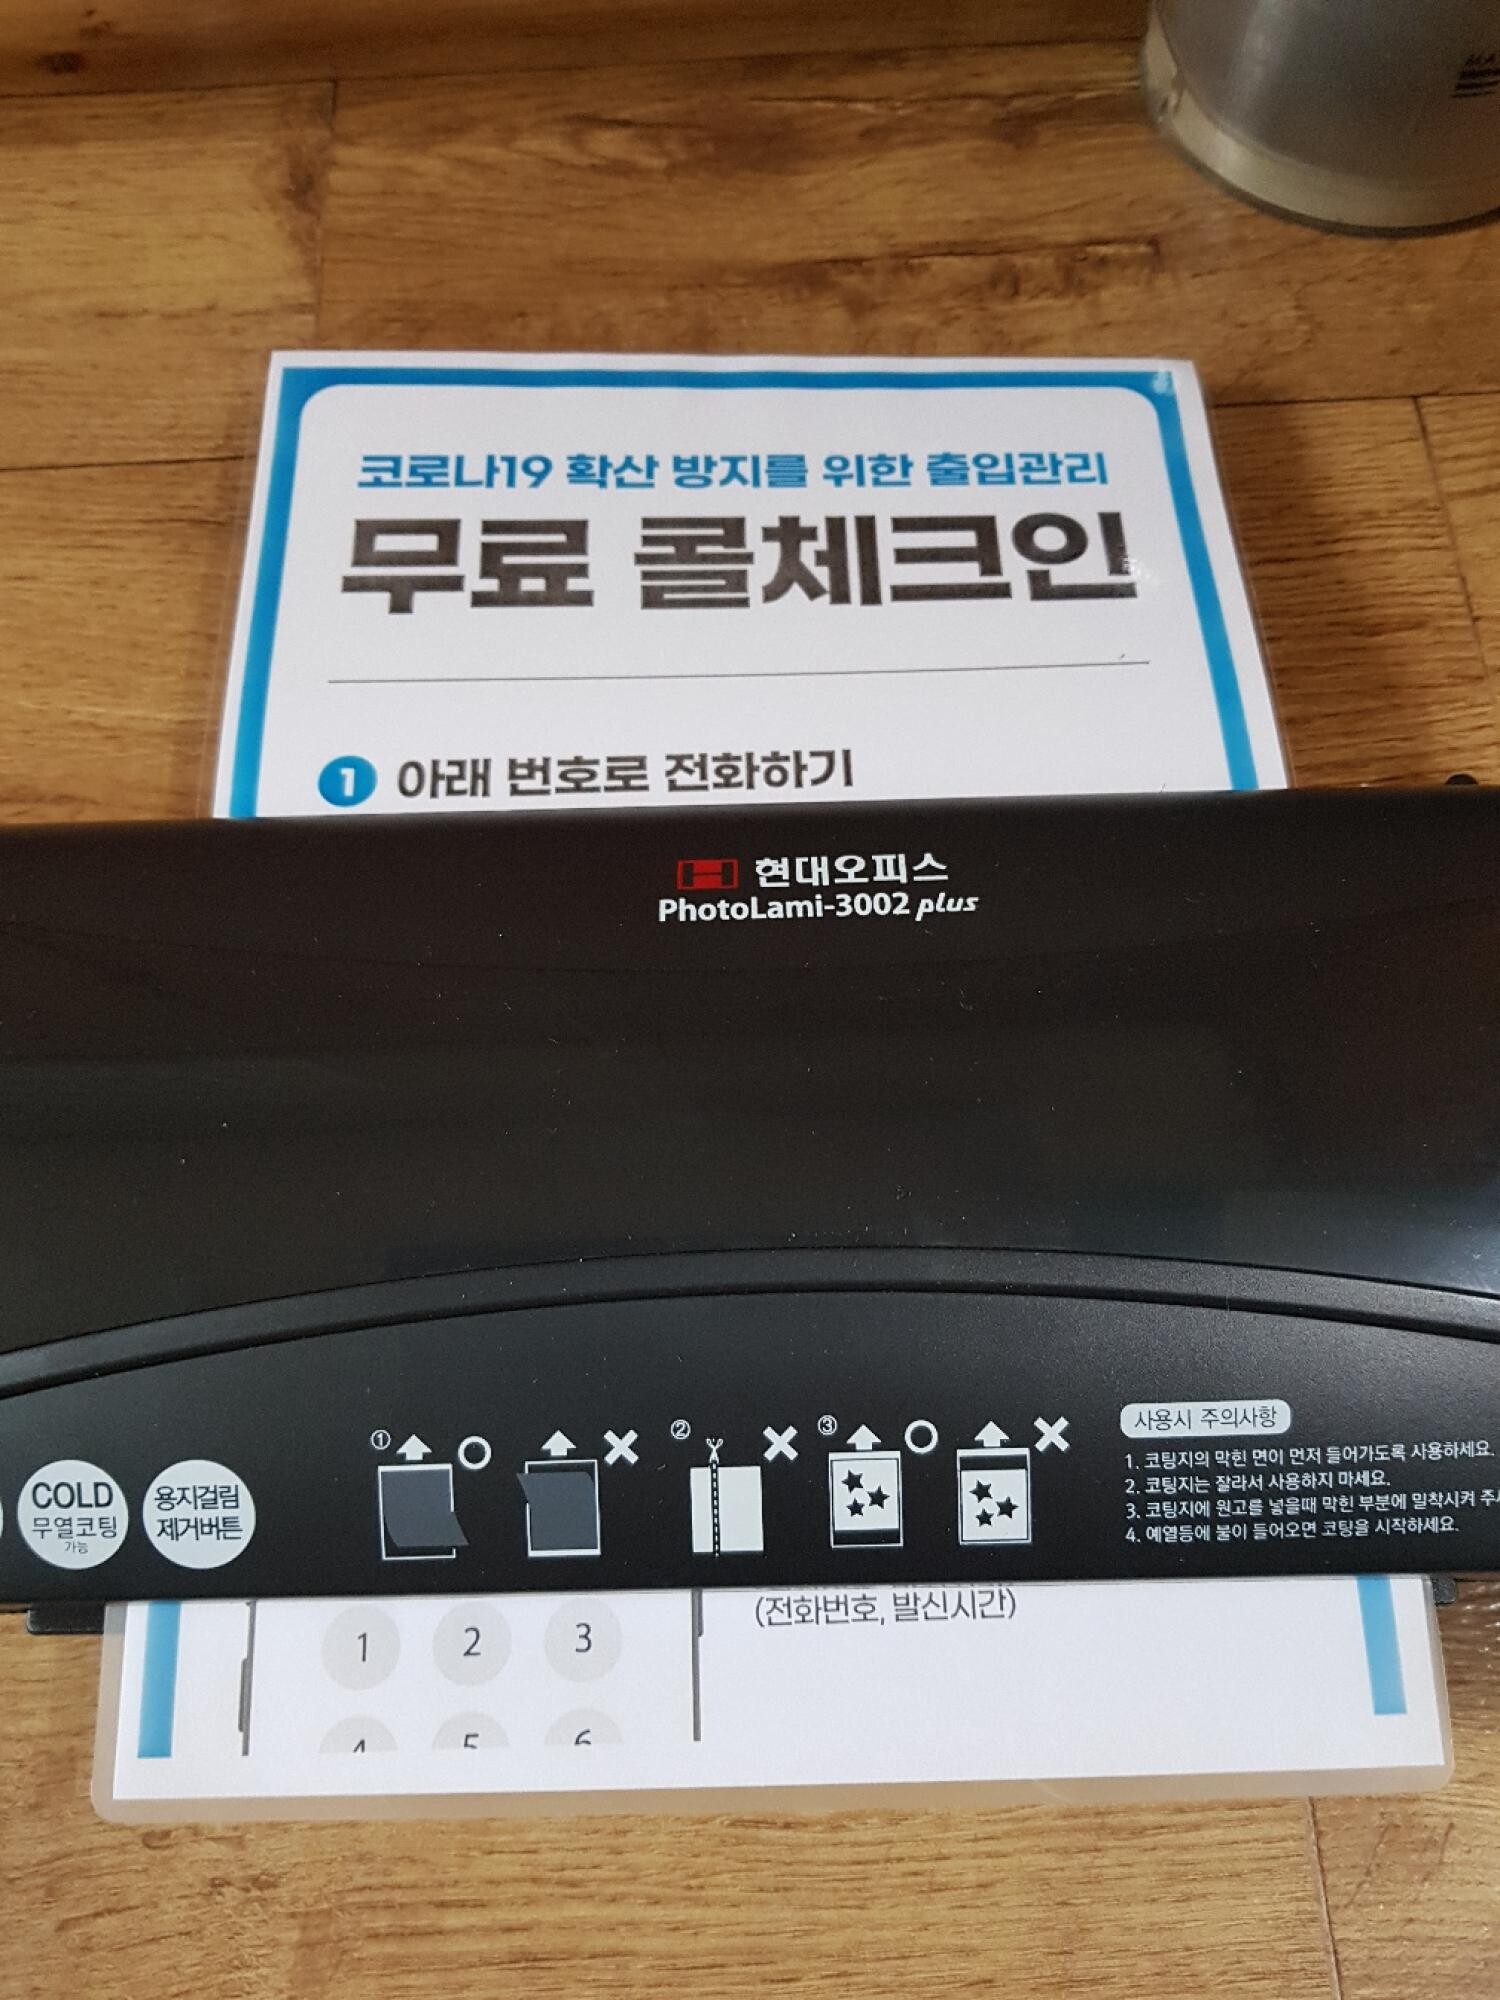 코로나19 확산 방지를 위한 출입관리
무료 콜체크인
1 아래 번호로 전화하기
현대오피스
PhotoLami-3002 plus
COLD
무열코팅
가능
용지걸림
제거버튼
①
②
③
사용시 주의사항
1. 코팅지의 막힌 면이 먼저 들어가도록 사용하세요.
2. 코팅지는 잘라서 사용하지 마세요.
3. 코팅지에 원고를 넣을때 막힌 부분에 밀착시켜 주
4. 예열등에 불이 들어오면 코팅을 시작하세요.
(전화번호, 발신시간)
1 2 3
4 5 6